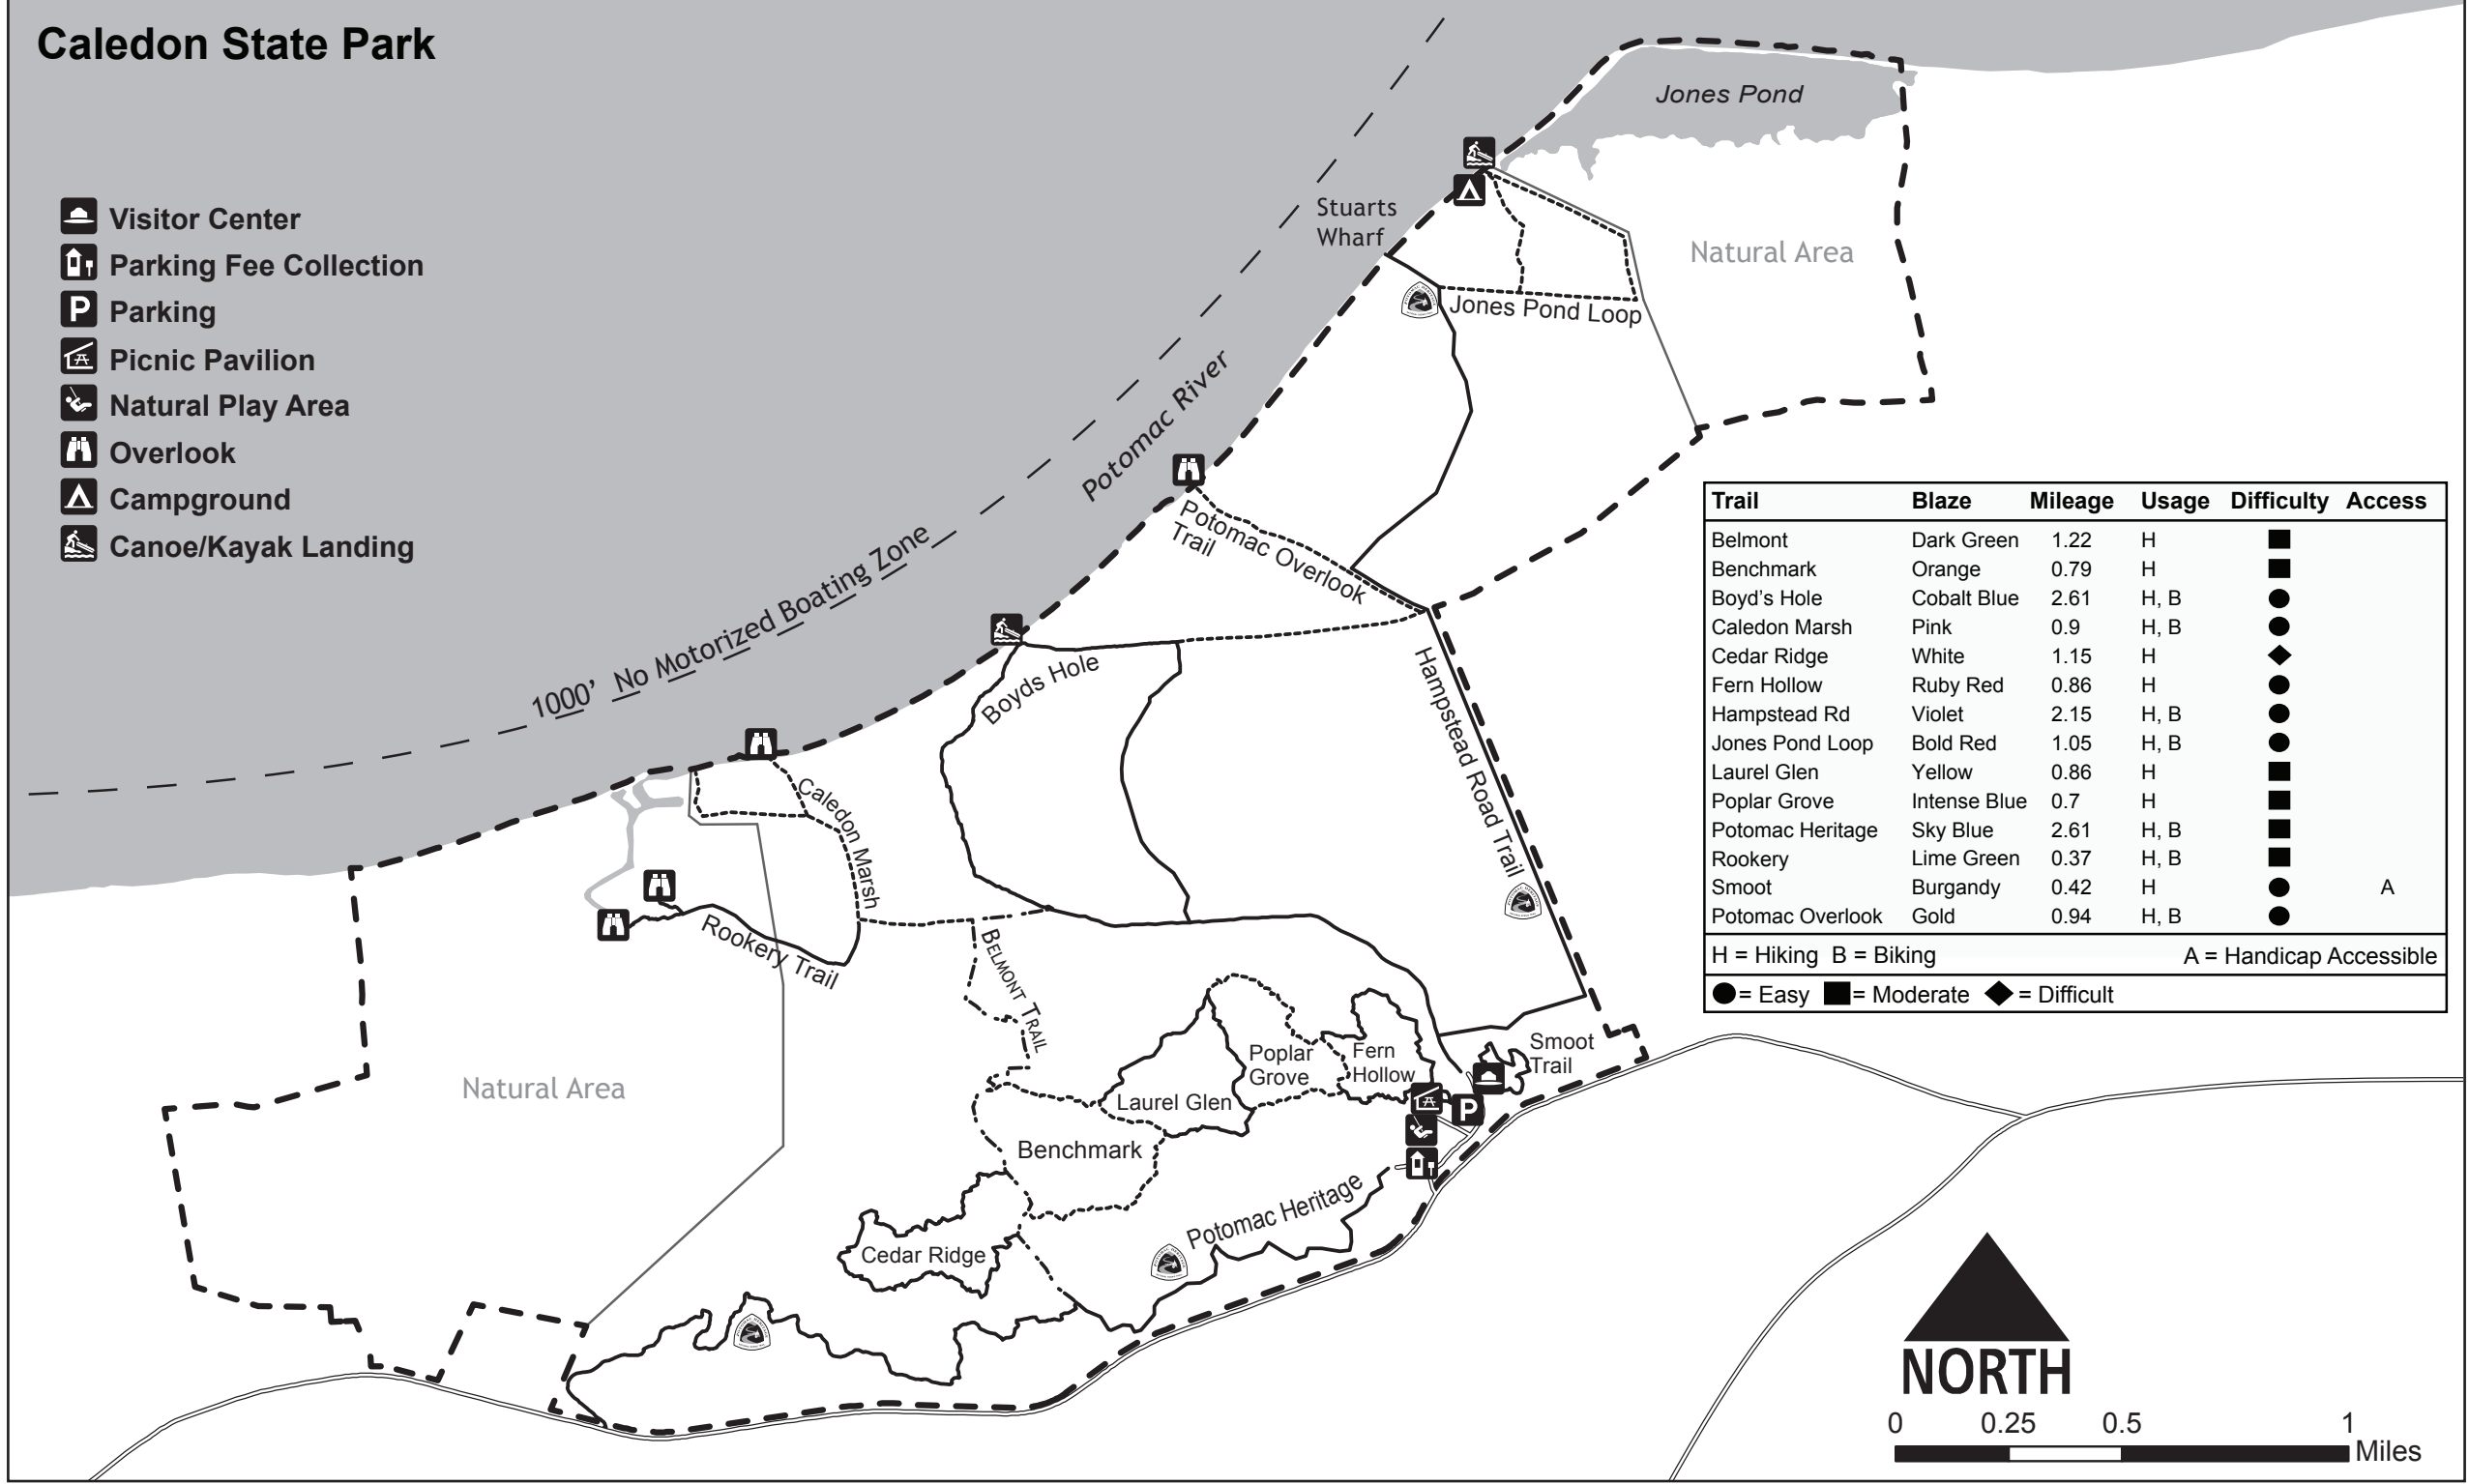 Caledon State Park
Visitor Center
Parking Fee Collection
P Parking
Picnic Pavilion
Natural Play Area
Overlook
Campground
Canoe/Kayak Landing
Jones Pond
Stuarts
Wharf
Natural Area
Jones Pond Loop
Potomac River
Potomac Overlook
Trail
1000' No Motorized Boating Zone
Boyds Hole
Hampstead Road Trail
Caledon Marsh
Rookery Trail
Belmont Trail
Natural Area
Smoot
Trail
Fern
Hollow
Poplar
Grove
Laurel Glen
P
Benchmark
Potomac Heritage
Cedar Ridge
Trail Blaze Mileage Usage Difficulty Access
Belmont Dark Green 1.22 H
Benchmark Orange 0.79 H
Boyd's Hole Cobalt Blue 2.61 H, B
Caledon Marsh Pink 0.9 H, B
Cedar Ridge White 1.15 H
Fern Hollow Ruby Red 0.86 H
Hampstead Rd Violet 2.15 H, B
Jones Pond Loop Bold Red 1.05 H, B
Laurel Glen Yellow 0.86 H
Poplar Grove Intense Blue 0.7 H
Potomac Heritage Sky Blue 2.61 H, B
Rookery Lime Green 0.37 H, B
Smoot Burgandy 0.42 H A
Potomac Overlook Gold 0.94 H, B
H = Hiking B = Biking A = Handicap Accessible
= Easy = Moderate = Difficult
NORTH
0 0.25 0.5 1
Miles